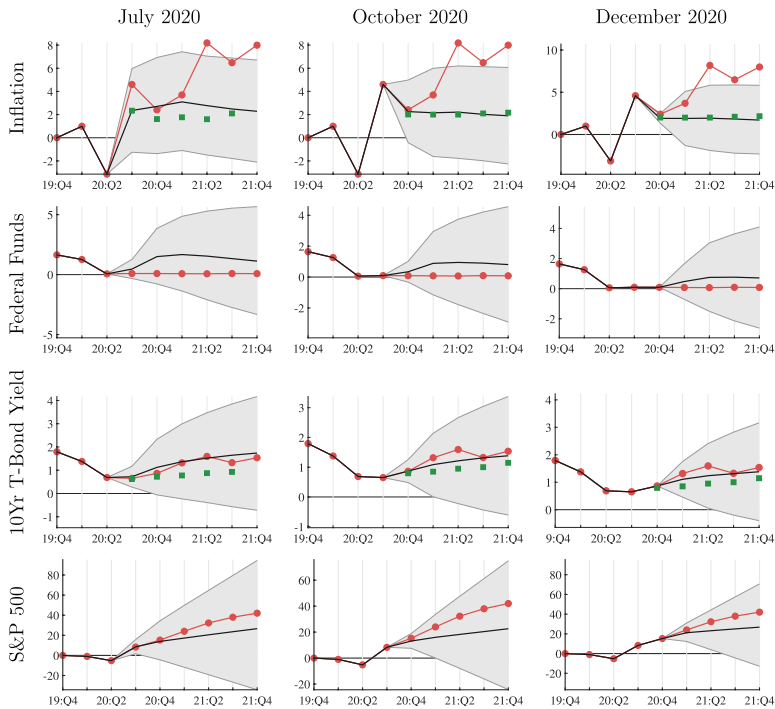 July 2020 October 2020 December 2020
Inflation
8 6 4 2 0 -2
19:Q4 20:Q2 20:Q4 21:Q2 21:Q4
8 6 4 2 0 -2
19:Q4 20:Q2 20:Q4 21:Q2 21:Q4
10 5 0
19:Q4 20:Q2 20:Q4 21:Q2 21:Q4
Federal Funds
5 0 -5
19:Q4 20:Q2 20:Q4 21:Q2 21:Q4
4 2 0 -2
19:Q4 20:Q2 20:Q4 21:Q2 21:Q4
4 2 0 -2
19:Q4 20:Q2 20:Q4 21:Q2 21:Q4
10Yr T-Bond Yield
4 3 2 1 0 -1
19:Q4 20:Q2 20:Q4 21:Q2 21:Q4
3 2 1 0 -1
19:Q4 20:Q2 20:Q4 21:Q2 21:Q4
4 3 2 1 0
9:Q4 20:Q2 20:Q4 21:Q2 21:Q4
S&P 500
80 60 40 20 0 -20
19:Q4 20:Q2 20:Q4 21:Q2 21:Q4
60 40 20 0 -20
19:Q4 20:Q2 20:Q4 21:Q2 21:Q4
80 60 40 20 0 -20
19:Q4 20:Q2 20:Q4 21:Q2 21:Q4